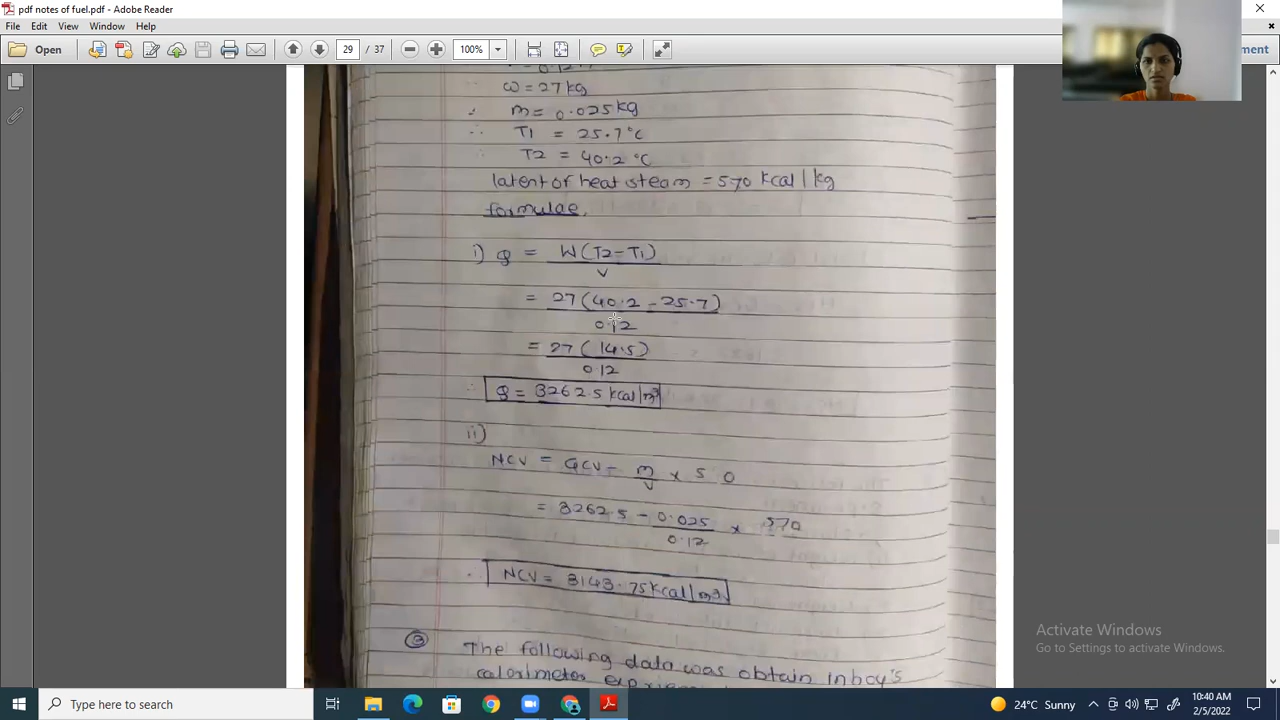 pdf notes of fuel.pdf - Adobe Reader
File Edit View Window Help
Open 29 / 37 100% Comment
w = 27 kg
∴ m = 0.025 kg
∴ T1 = 25.7°C
T2 = 40.2 °C
latent of heat steam = 570 kcal / kg
formulae,
i) Q = W(T2-T1)
V
= 27 (40.2 - 25.7)
0.12
= 27 (14.5)
0.12
∴ Q = 3262.5 kcal/m³
ii)
NCV = GCV - m × 5 0
V
= 3262.5 - 0.025 × 570
0.12
∴ NCV = 3143.75 kcal/m³
③ The following data was obtain in boy's
calorimeter
Activate Windows
Go to Settings to activate Windows.
Type here to search
24°C Sunny
10:40 AM
2/5/2022